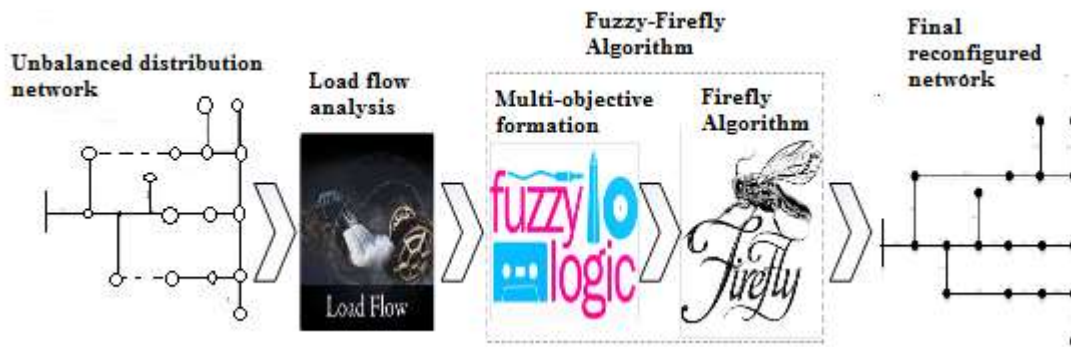 Unbalanced distribution
network
Load flow
analysis
Load Flow
Fuzzy-Firefly
Algorithm
Multi-objective
formation
fuzzy
logic
Firefly
Algorithm
Firefly
Final
reconfigured
network